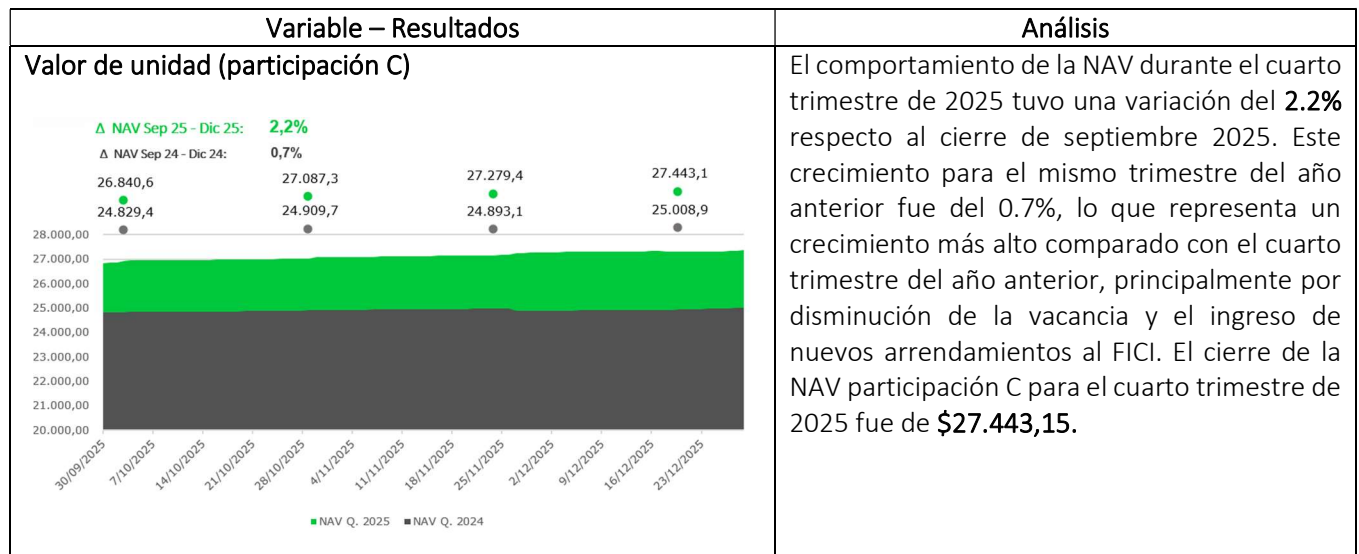 Variable – Resultados
Análisis
Valor de unidad (participación C)
Δ NAV Sep 25 - Dic 25: 2,2%
Δ NAV Sep 24 - Dic 24: 0,7%
26.840,6 27.087,3 27.279,4 27.443,1
24.829,4 24.909,7 24.893,1 25.008,9
28.000,00
27.000,00
26.000,00
25.000,00
24.000,00
23.000,00
22.000,00
21.000,00
20.000,00
30/09/2025 7/10/2025 14/10/2025 21/10/2025 28/10/2025 4/11/2025 11/11/2025 18/11/2025 25/11/2025 2/12/2025 9/12/2025 16/12/2025 23/12/2025
NAV Q. 2025 NAV Q. 2024
El comportamiento de la NAV durante el cuarto
trimestre de 2025 tuvo una variación del 2.2%
respecto al cierre de septiembre 2025. Este
crecimiento para el mismo trimestre del año
anterior fue del 0.7%, lo que representa un
crecimiento más alto comparado con el cuarto
trimestre del año anterior, principalmente por
disminución de la vacancia y el ingreso de
nuevos arrendamientos al FICI. El cierre de la
NAV participación C para el cuarto trimestre de
2025 fue de $27.443,15.